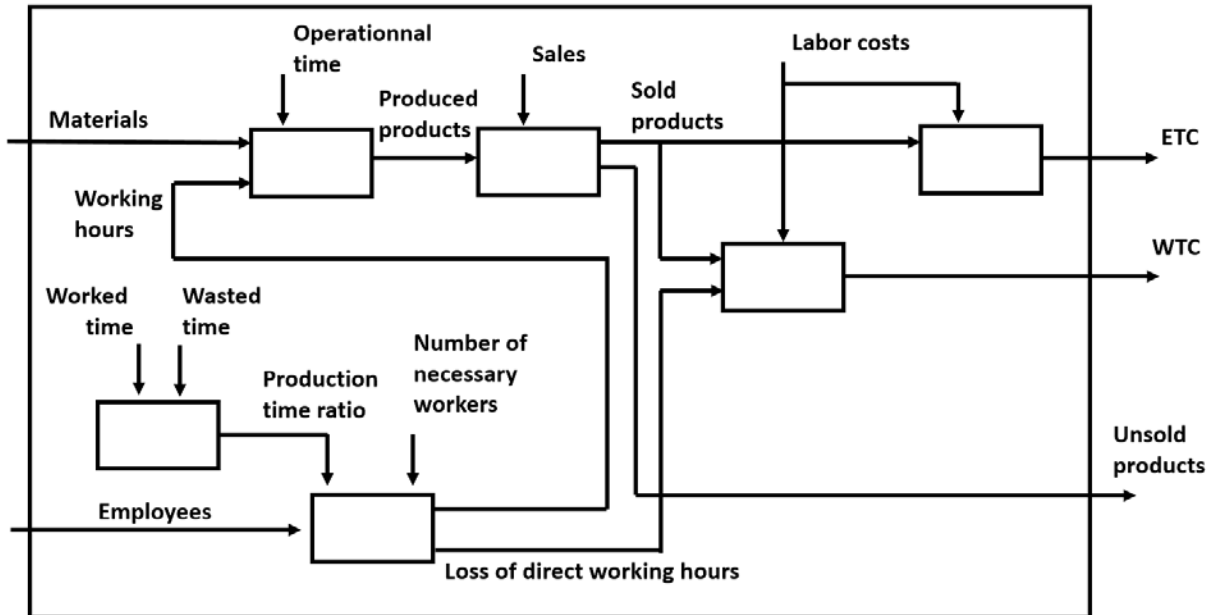 Operationnal
time
Sales
Labor costs
Materials
Produced
products
Sold
products
ETC
Working
hours
WTC
Worked
time
Wasted
time
Number of
necessary
workers
Production
time ratio
Unsold
products
Employees
Loss of direct working hours